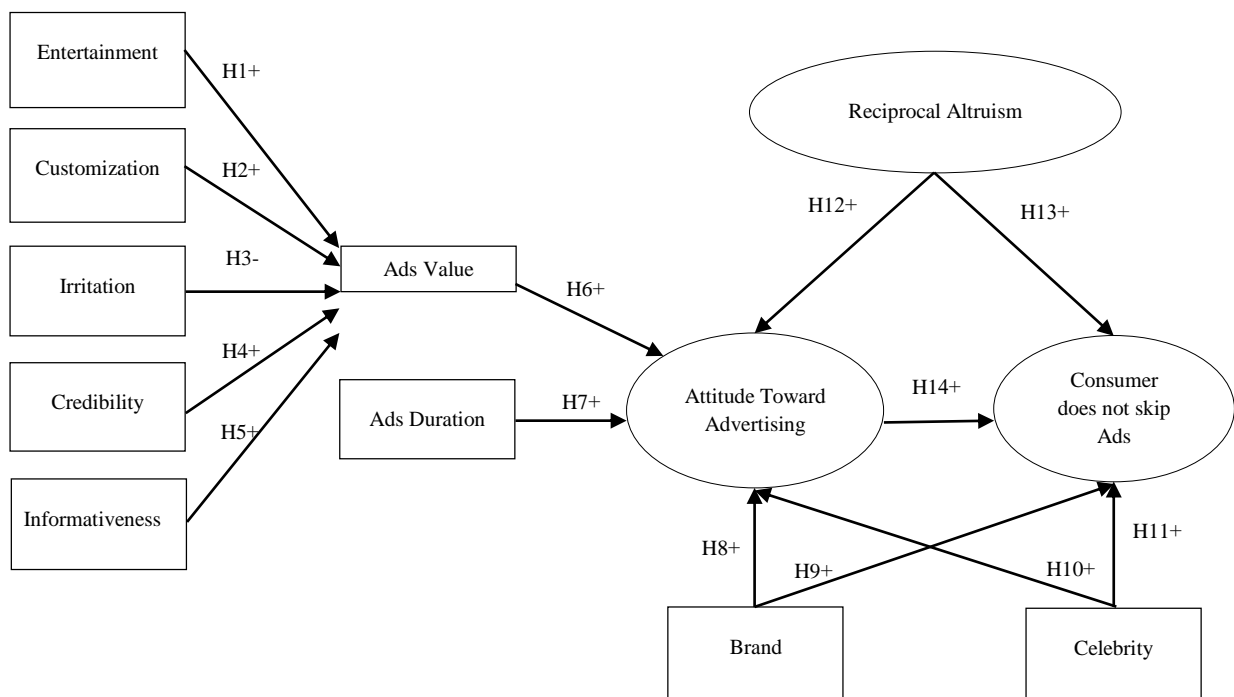 Entertainment
H1+
Reciprocal Altruism
Customization
H2+
H12+
H13+
H3-
Ads Value
Irritation
H6+
H4+
Credibility
Ads Duration
H7+
Attitude Toward
Advertising
H14+
Consumer
does not skip
Ads
H5+
Informativeness
H8+
H9+
H10+
H11+
Brand
Celebrity